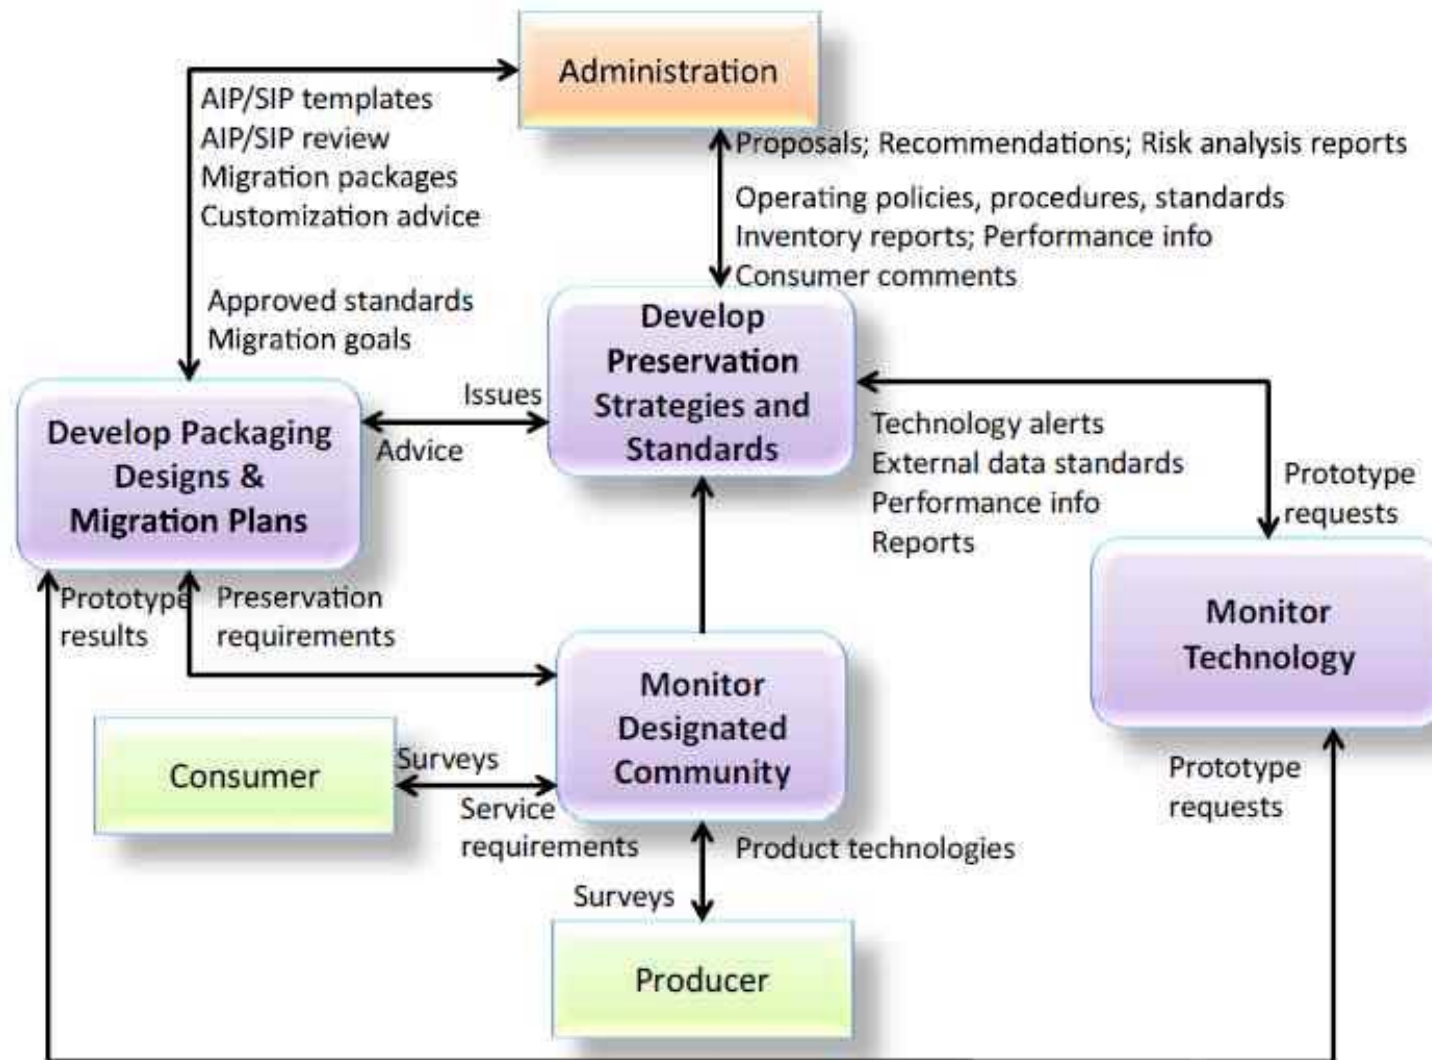 Administration
AIP/SIP templates
AIP/SIP review
Migration packages
Customization advice
Proposals; Recommendations; Risk analysis reports
Operating policies, procedures, standards
Inventory reports; Performance info
Consumer comments
Approved standards
Migration goals
Develop
Preservation
Strategies and
Standards
Issues
Advice
Develop Packaging
Designs &
Migration Plans
Technology alerts
External data standards
Performance info
Reports
Prototype
requests
Prototype
results
Preservation
requirements
Monitor
Technology
Monitor
Designated
Community
Consumer
Surveys
Service
requirements
Prototype
requests
Product technologies
Surveys
Producer